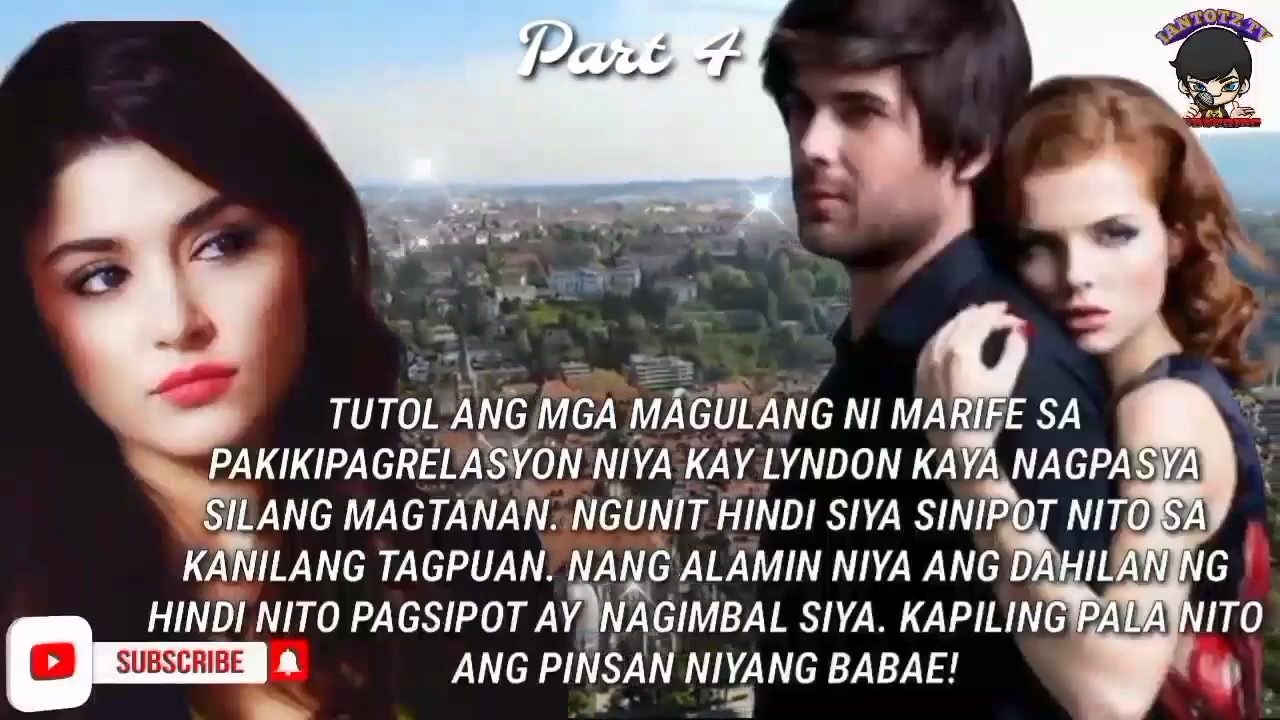 Part 4
IANTOTZ TV
TUTOL ANG MGA MAGULANG NI MARIFE SA
PAKIKIPAGRELASYON NIYA KAY LYNDON KAYA NAGPASYA
SILANG MAGTANAN. NGUNIT HINDI SIYA SINIPOT NITO SA
KANILANG TAGPUAN. NANG ALAMIN NIYA ANG DAHILAN NG
HINDI NITO PAGSIPOT AY NAGIMBAL SIYA. KAPILING PALA NITO
ANG PINSAN NIYANG BABAE!
SUBSCRIBE